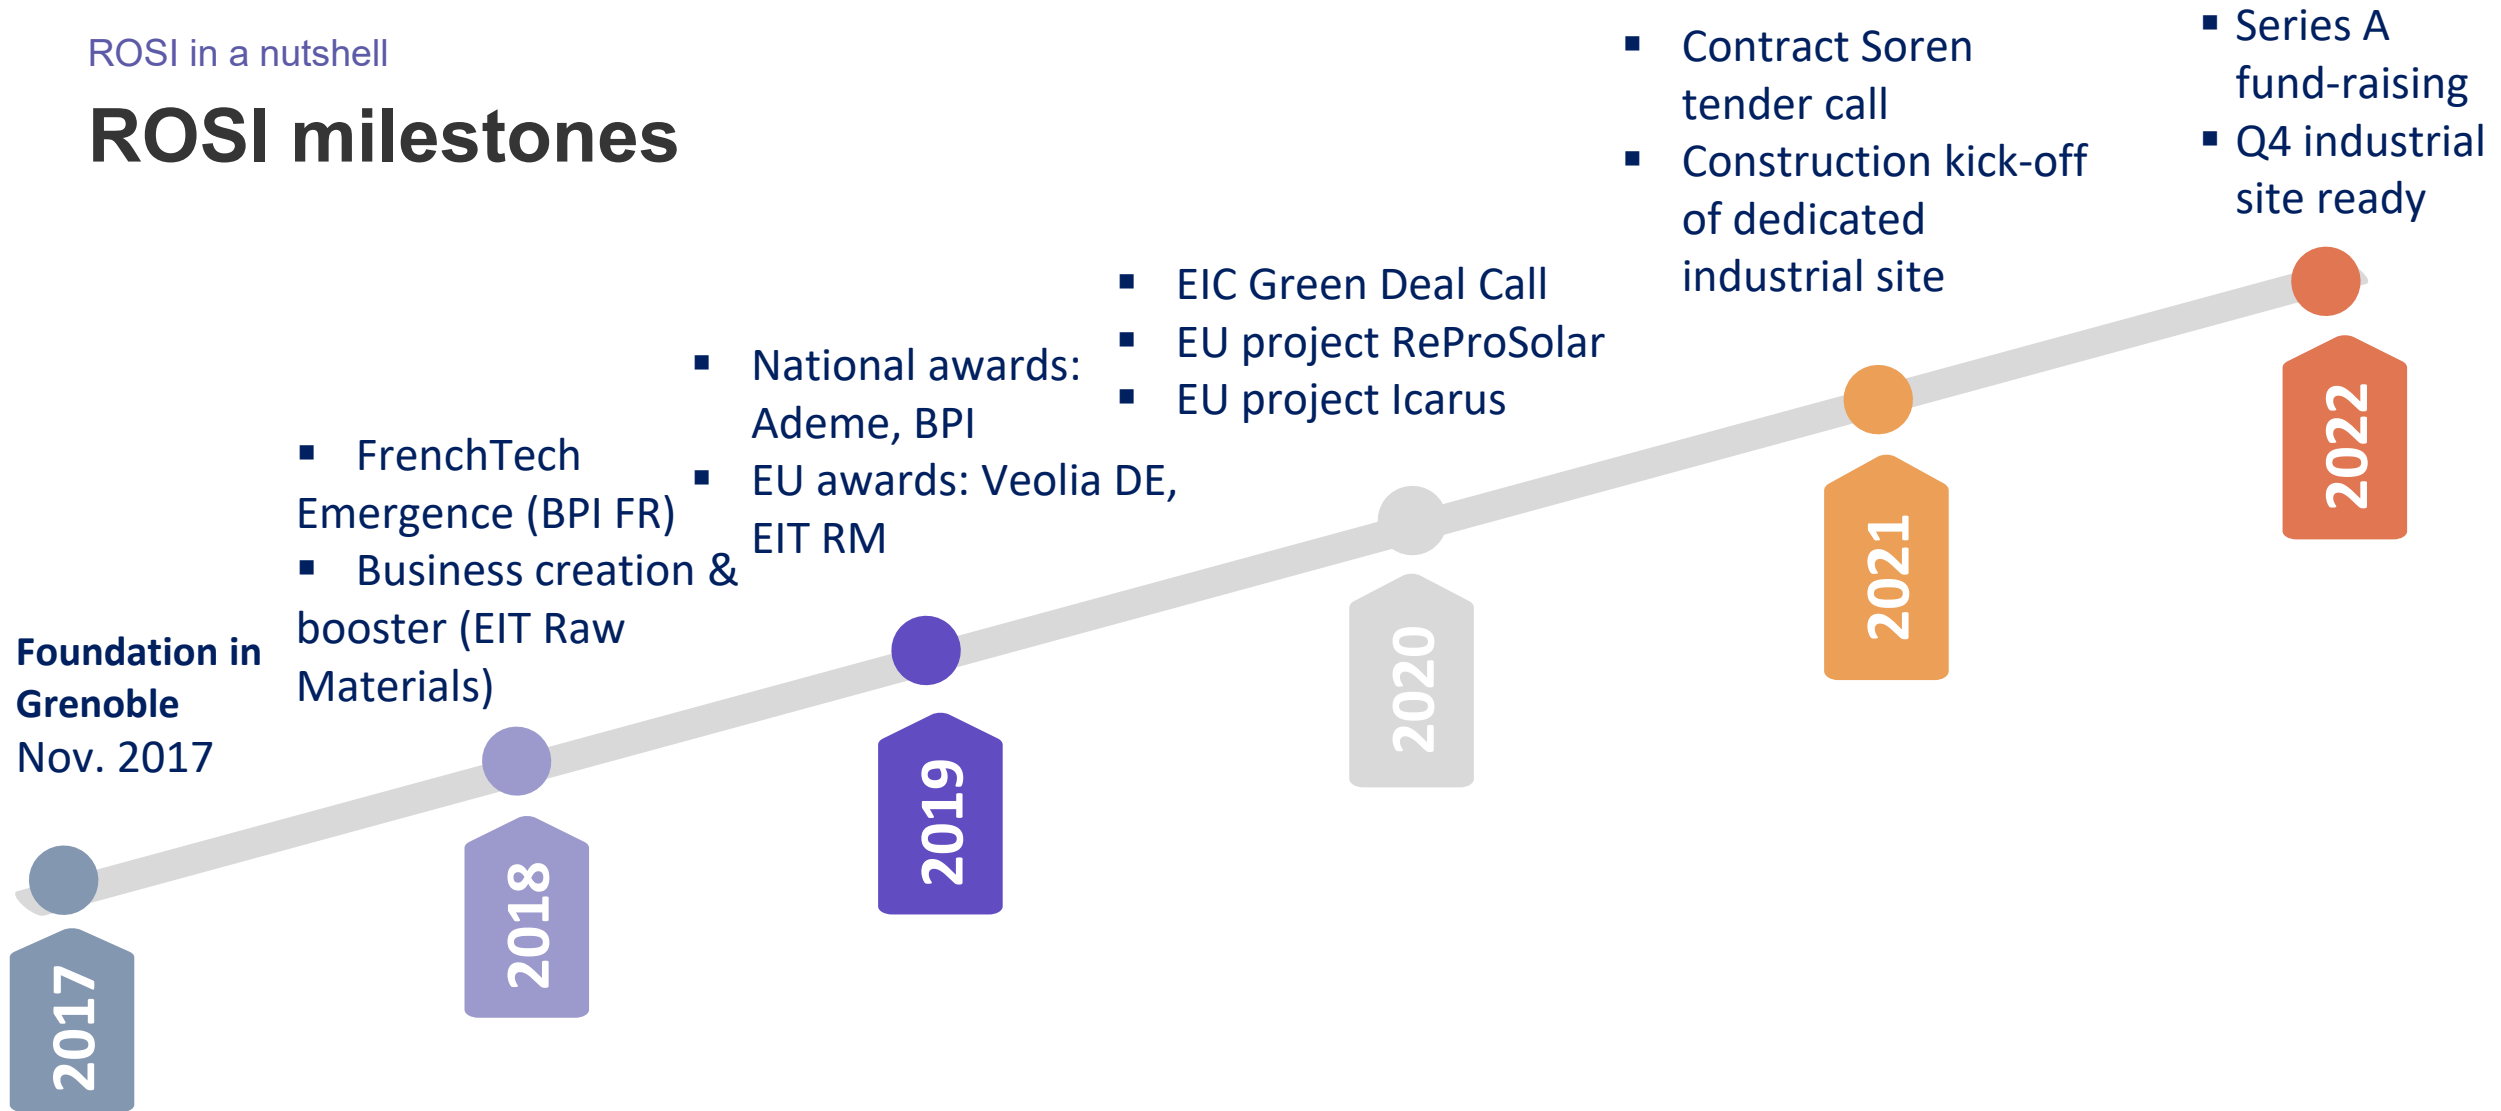 ROSI in a nutshell
ROSI milestones
Foundation in
Grenoble
Nov. 2017
2017
▪ FrenchTech
Emergence (BPI FR)
▪ Business creation &
booster (EIT Raw
Materials)
2018
▪ National awards:
Ademe, BPI
▪ EU awards: Veolia DE,
EIT RM
2019
▪ EIC Green Deal Call
▪ EU project ReProSolar
▪ EU project Icarus
2020
▪ Contract Soren
tender call
▪ Construction kick-off
of dedicated
industrial site
2021
▪ Series A
fund-raising
▪ Q4 industrial
site ready
2022